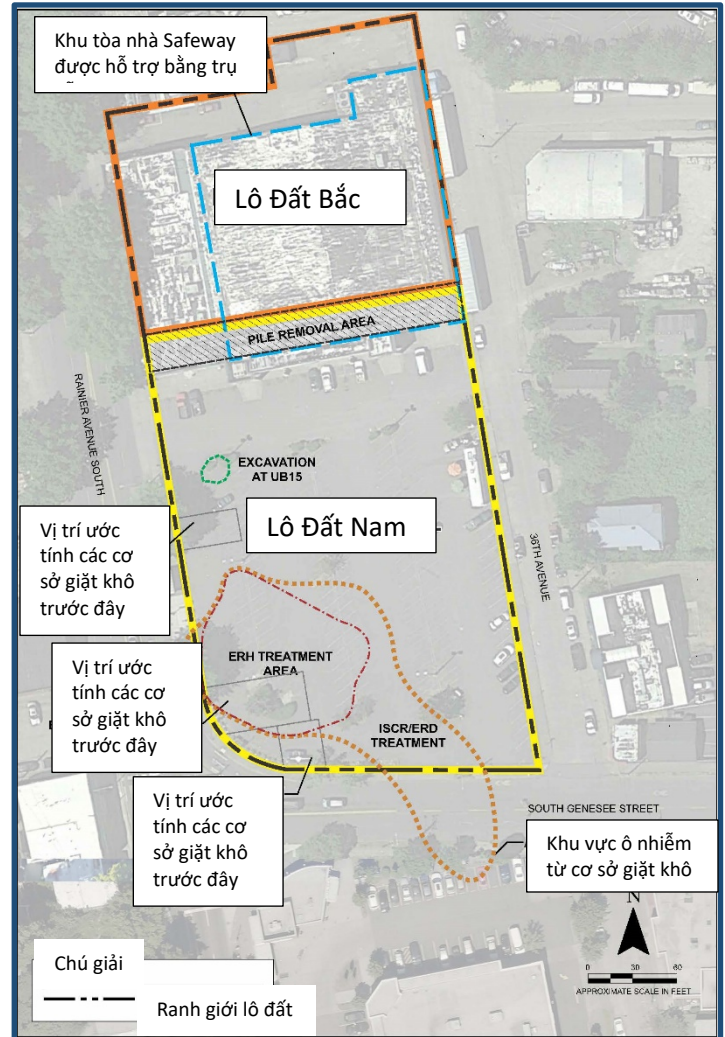 Khu tòa nhà Safeway
được hỗ trợ bằng trụ
Lô Đất Bắc
PILE REMOVAL AREA
RAINIER AVENUE SOUTH
EXCAVATION
AT UB15
Lô Đất Nam
36TH AVENUE
Vị trí ước
tính các cơ
sở giặt khô
trước đây
ERH TREATMENT
AREA
Vị trí ước
tính các cơ
sở giặt khô
trước đây
ISCR/ERD
TREATMENT
Vị trí ước
tính các cơ
sở giặt khô
trước đây
SOUTH GENESEE STREET
Khu vực ô nhiễm
từ cơ sở giặt khô
N
0 30 60
APPROXIMATE SCALE IN FEET
Chú giải
Ranh giới lô đất